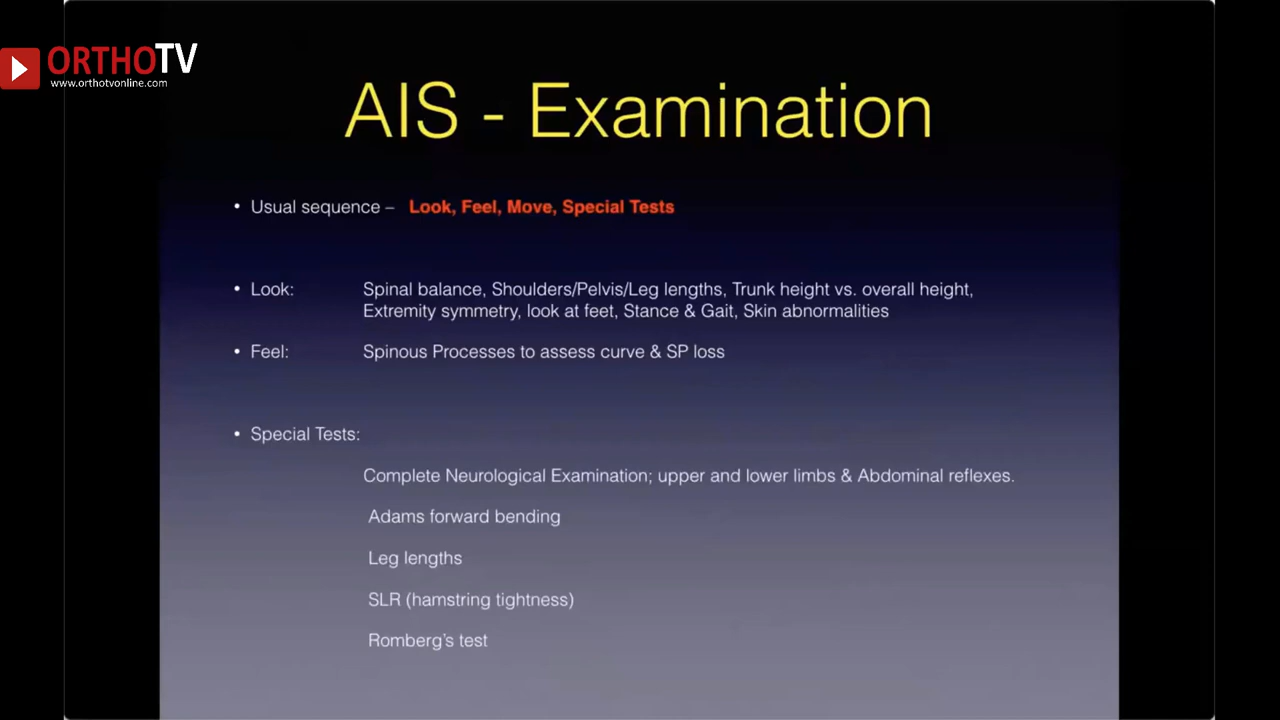 ORTHOTV
www.orthotvonline.com
AIS - Examination
• Usual sequence – Look, Feel, Move, Special Tests
• Look: Spinal balance, Shoulders/Pelvis/Leg lengths, Trunk height vs. overall height,
Extremity symmetry, look at feet, Stance & Gait, Skin abnormalities
• Feel: Spinous Processes to assess curve & SP loss
• Special Tests:
Complete Neurological Examination; upper and lower limbs & Abdominal reflexes.
Adams forward bending
Leg lengths
SLR (hamstring tightness)
Romberg's test